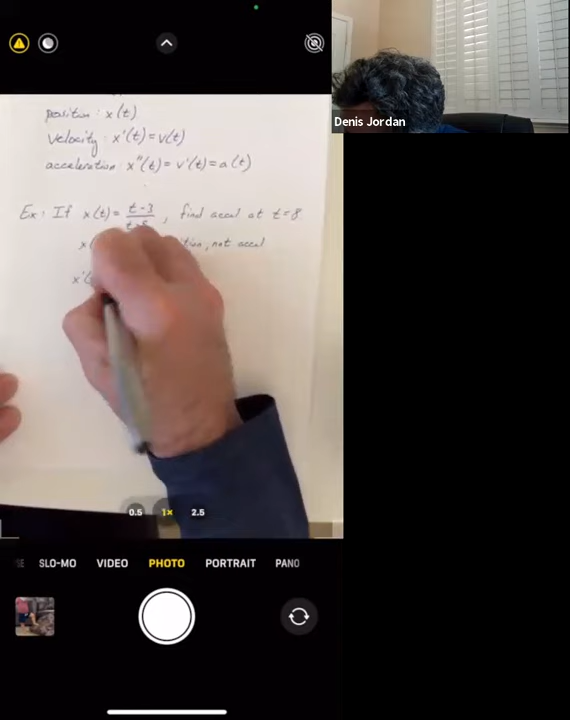 Denis Jordan
position: x(t)
velocity: x'(t) = v(t)
acceleration: x"(t) = v'(t) = a(t)
Ex: If x(t) = t-3 / , find accel at t=8
, not accel
0.5 1× 2.5
SLO-MO VIDEO PHOTO PORTRAIT PANO